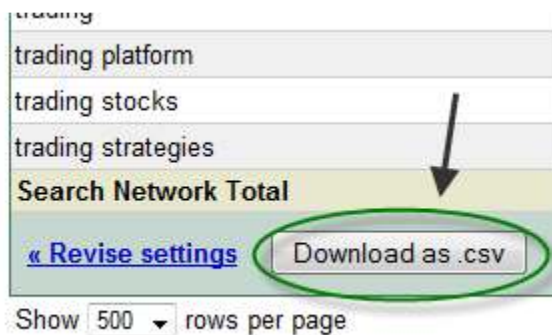 trading
trading platform
trading stocks
trading strategies
Search Network Total
« Revise settings Download as .csv
Show 500 rows per page